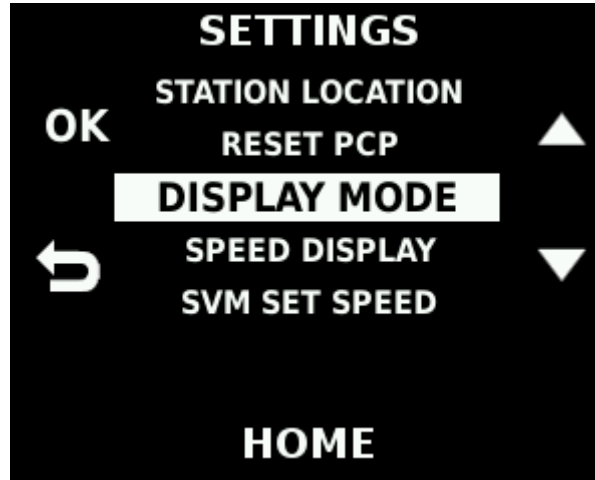 SETTINGS
STATION LOCATION
OK
RESET PCP
DISPLAY MODE
SPEED DISPLAY
SVM SET SPEED
HOME